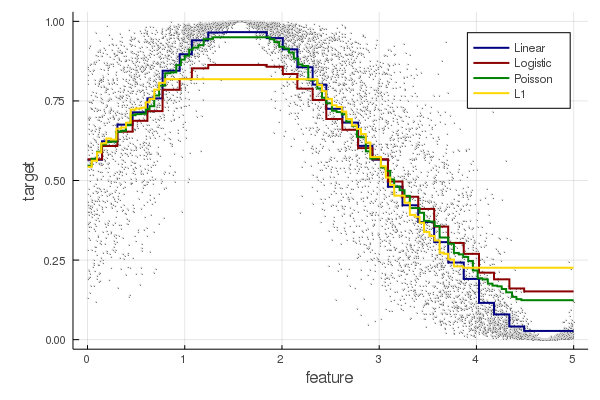 1.00
0.75
0.50
0.25
0.00
target
Linear
Logistic
Poisson
L1
0 1 2 3 4 5
feature